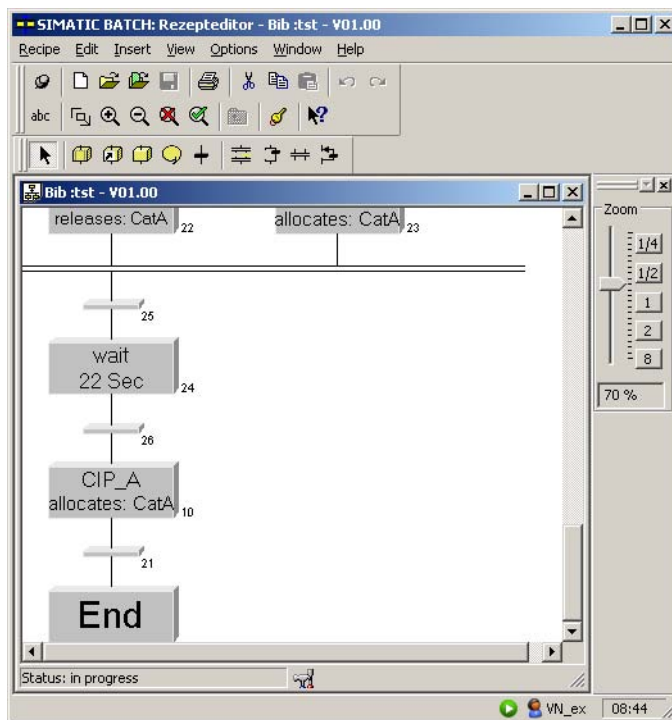 SIMATIC BATCH: Rezepteditor - Bib :tst - V01.00
Recipe Edit Insert View Options Window Help
abc
Bib :tst - V01.00
releases: CatA
22
allocates: CatA
23
25
wait
22 Sec
24
26
CIP_A
allocates: CatA
10
21
End
Zoom
1/4
1/2
1
2
8
70 %
Status: in progress
VN_ex 08:44